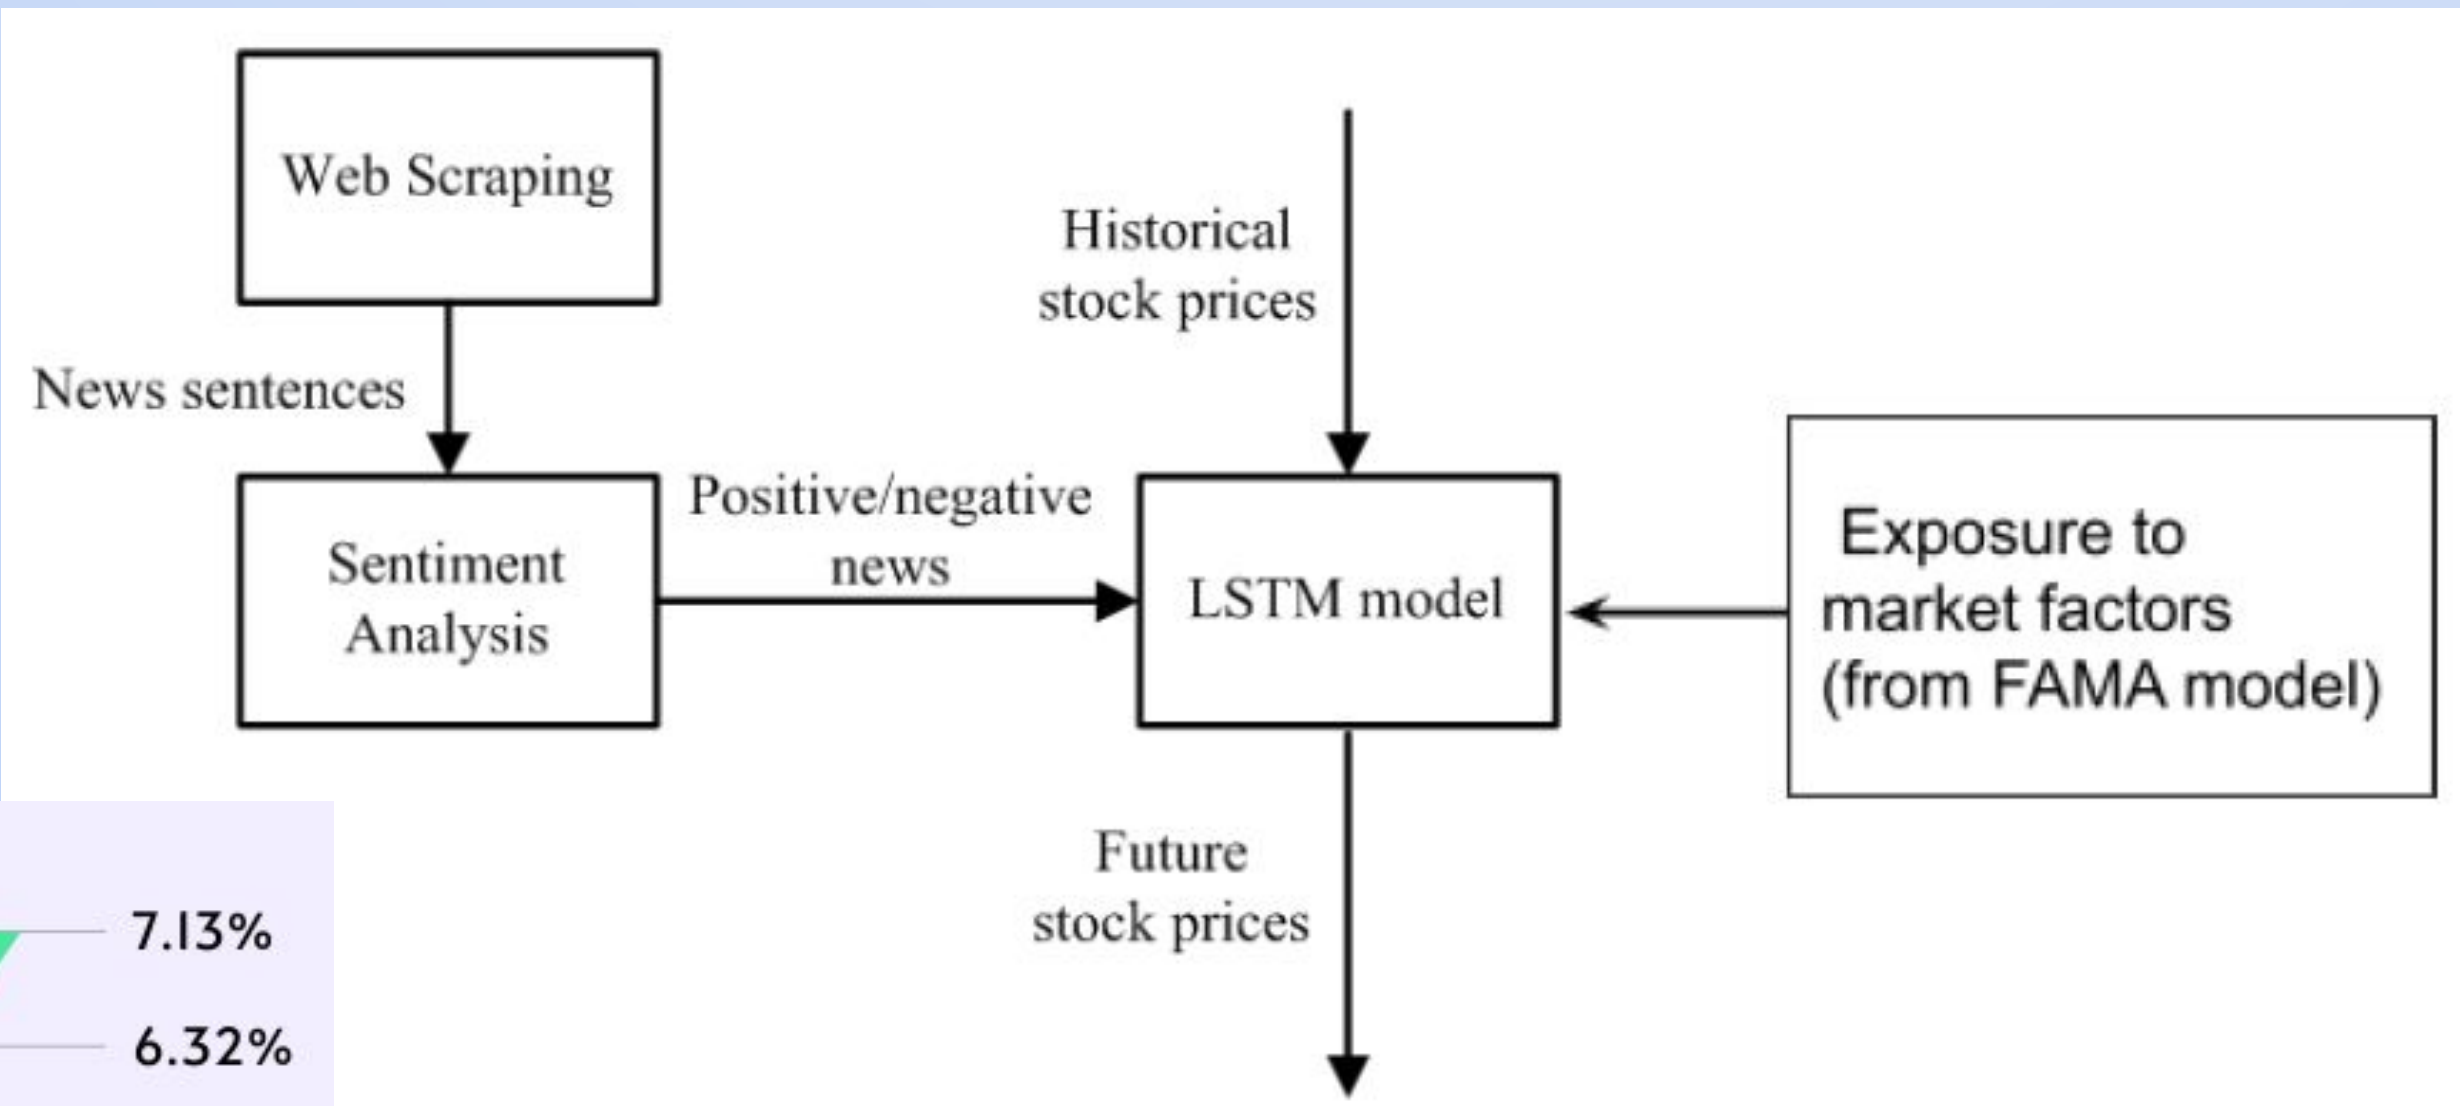 Web Scraping
News sentences
Sentiment
Analysis
Positive/negative
news
Historical
stock prices
LSTM model
Exposure to
market factors
(from FAMA model)
Future
stock prices
7.13%
6.32%